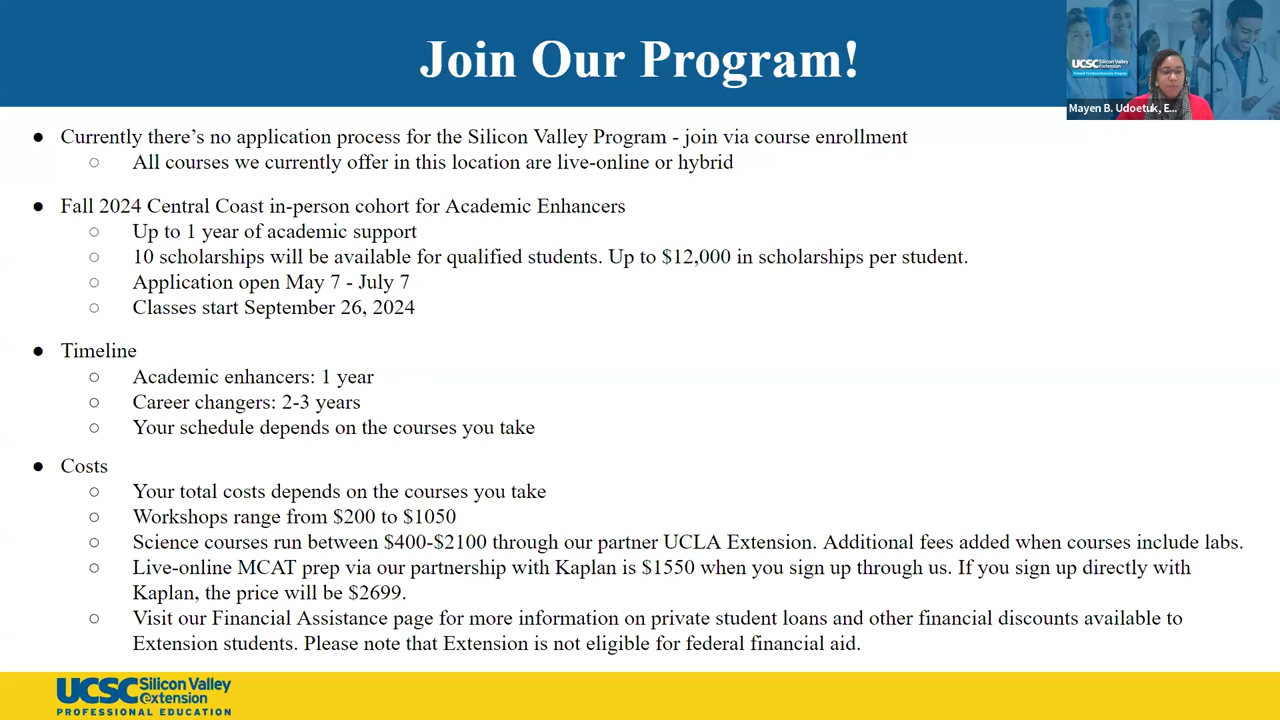 Join Our Program!
UCSC Silicon Valley
extension
Mayen B. Udoetuk, E...
● Currently there's no application process for the Silicon Valley Program - join via course enrollment
○ All courses we currently offer in this location are live-online or hybrid
● Fall 2024 Central Coast in-person cohort for Academic Enhancers
○ Up to 1 year of academic support
○ 10 scholarships will be available for qualified students. Up to $12,000 in scholarships per student.
○ Application open May 7 - July 7
○ Classes start September 26, 2024
● Timeline
○ Academic enhancers: 1 year
○ Career changers: 2-3 years
○ Your schedule depends on the courses you take
● Costs
○ Your total costs depends on the courses you take
○ Workshops range from $200 to $1050
○ Science courses run between $400-$2100 through our partner UCLA Extension. Additional fees added when courses include labs.
○ Live-online MCAT prep via our partnership with Kaplan is $1550 when you sign up through us. If you sign up directly with
Kaplan, the price will be $2699.
○ Visit our Financial Assistance page for more information on private student loans and other financial discounts available to
Extension students. Please note that Extension is not eligible for federal financial aid.
UCSC Silicon Valley
extension
PROFESSIONAL EDUCATION